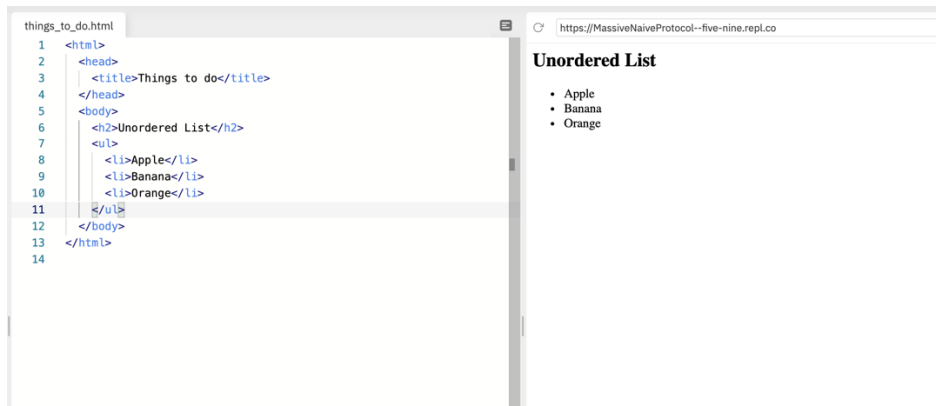 things_to_do.html
1 <html>
2 <head>
3 <title>Things to do</title>
4 </head>
5 <body>
6 <h2>Unordered List</h2>
7 <ul>
8 <li>Apple</li>
9 <li>Banana</li>
10 <li>Orange</li>
11 </ul>
12 </body>
13 </html>
14
https://MassiveNaiveProtocol--five-nine.repl.co
Unordered List
• Apple
• Banana
• Orange